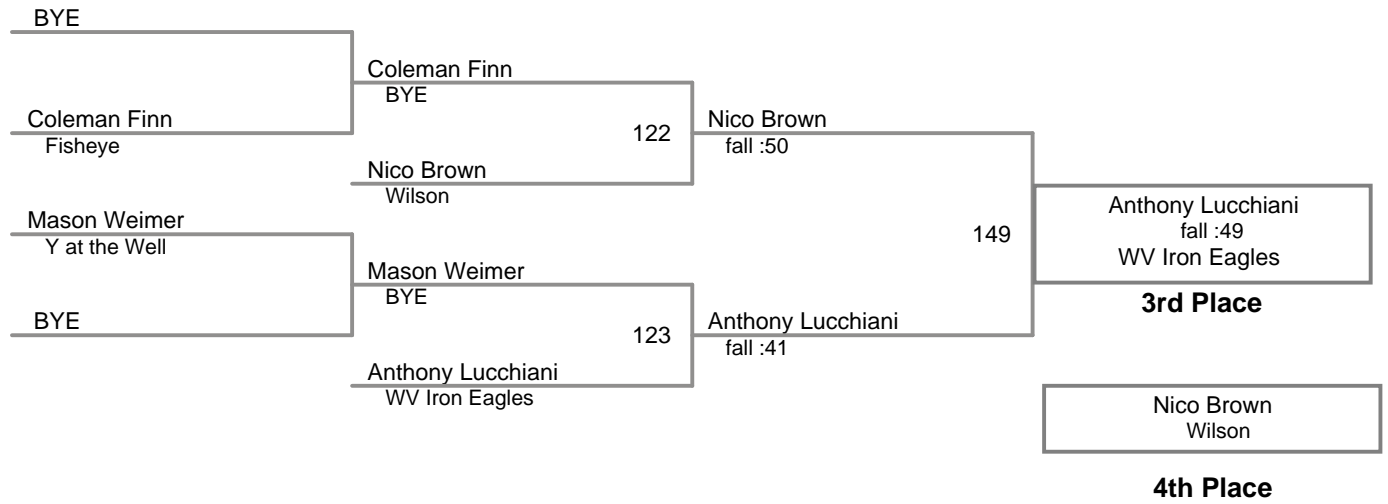 BYE
Coleman Finn
BYE
Coleman Finn
Fisheye
122
Nico Brown
fall :50
Nico Brown
Wilson
Mason Weimer
Y at the Well
149
Anthony Lucchiani
fall :49
WV Iron Eagles
3rd Place
Mason Weimer
BYE
BYE
123
Anthony Lucchiani
fall :41
Anthony Lucchiani
WV Iron Eagles
Nico Brown
Wilson
4th Place